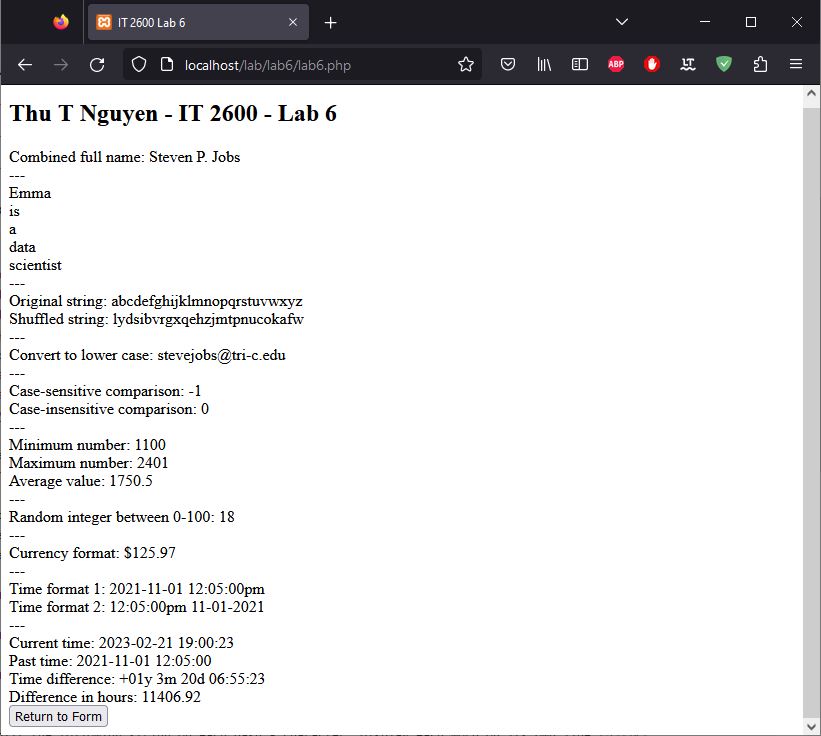 IT 2600 Lab 6
localhost/lab/lab6/lab6.php
ABP
Thu T Nguyen - IT 2600 - Lab 6
Combined full name: Steven P. Jobs
---
Emma
is
a
data
scientist
---
Original string: abcdefghijklmnopqrstuvwxyz
Shuffled string: lydsibvrgxqehzjmtpnucokafw
---
Convert to lower case: stevejobs@tri-c.edu
---
Case-sensitive comparison: -1
Case-insensitive comparison: 0
---
Minimum number: 1100
Maximum number: 2401
Average value: 1750.5
---
Random integer between 0-100: 18
---
Currency format: $125.97
---
Time format 1: 2021-11-01 12:05:00pm
Time format 2: 12:05:00pm 11-01-2021
---
Current time: 2023-02-21 19:00:23
Past time: 2021-11-01 12:05:00
Time difference: +01y 3m 20d 06:55:23
Difference in hours: 11406.92
Return to Form